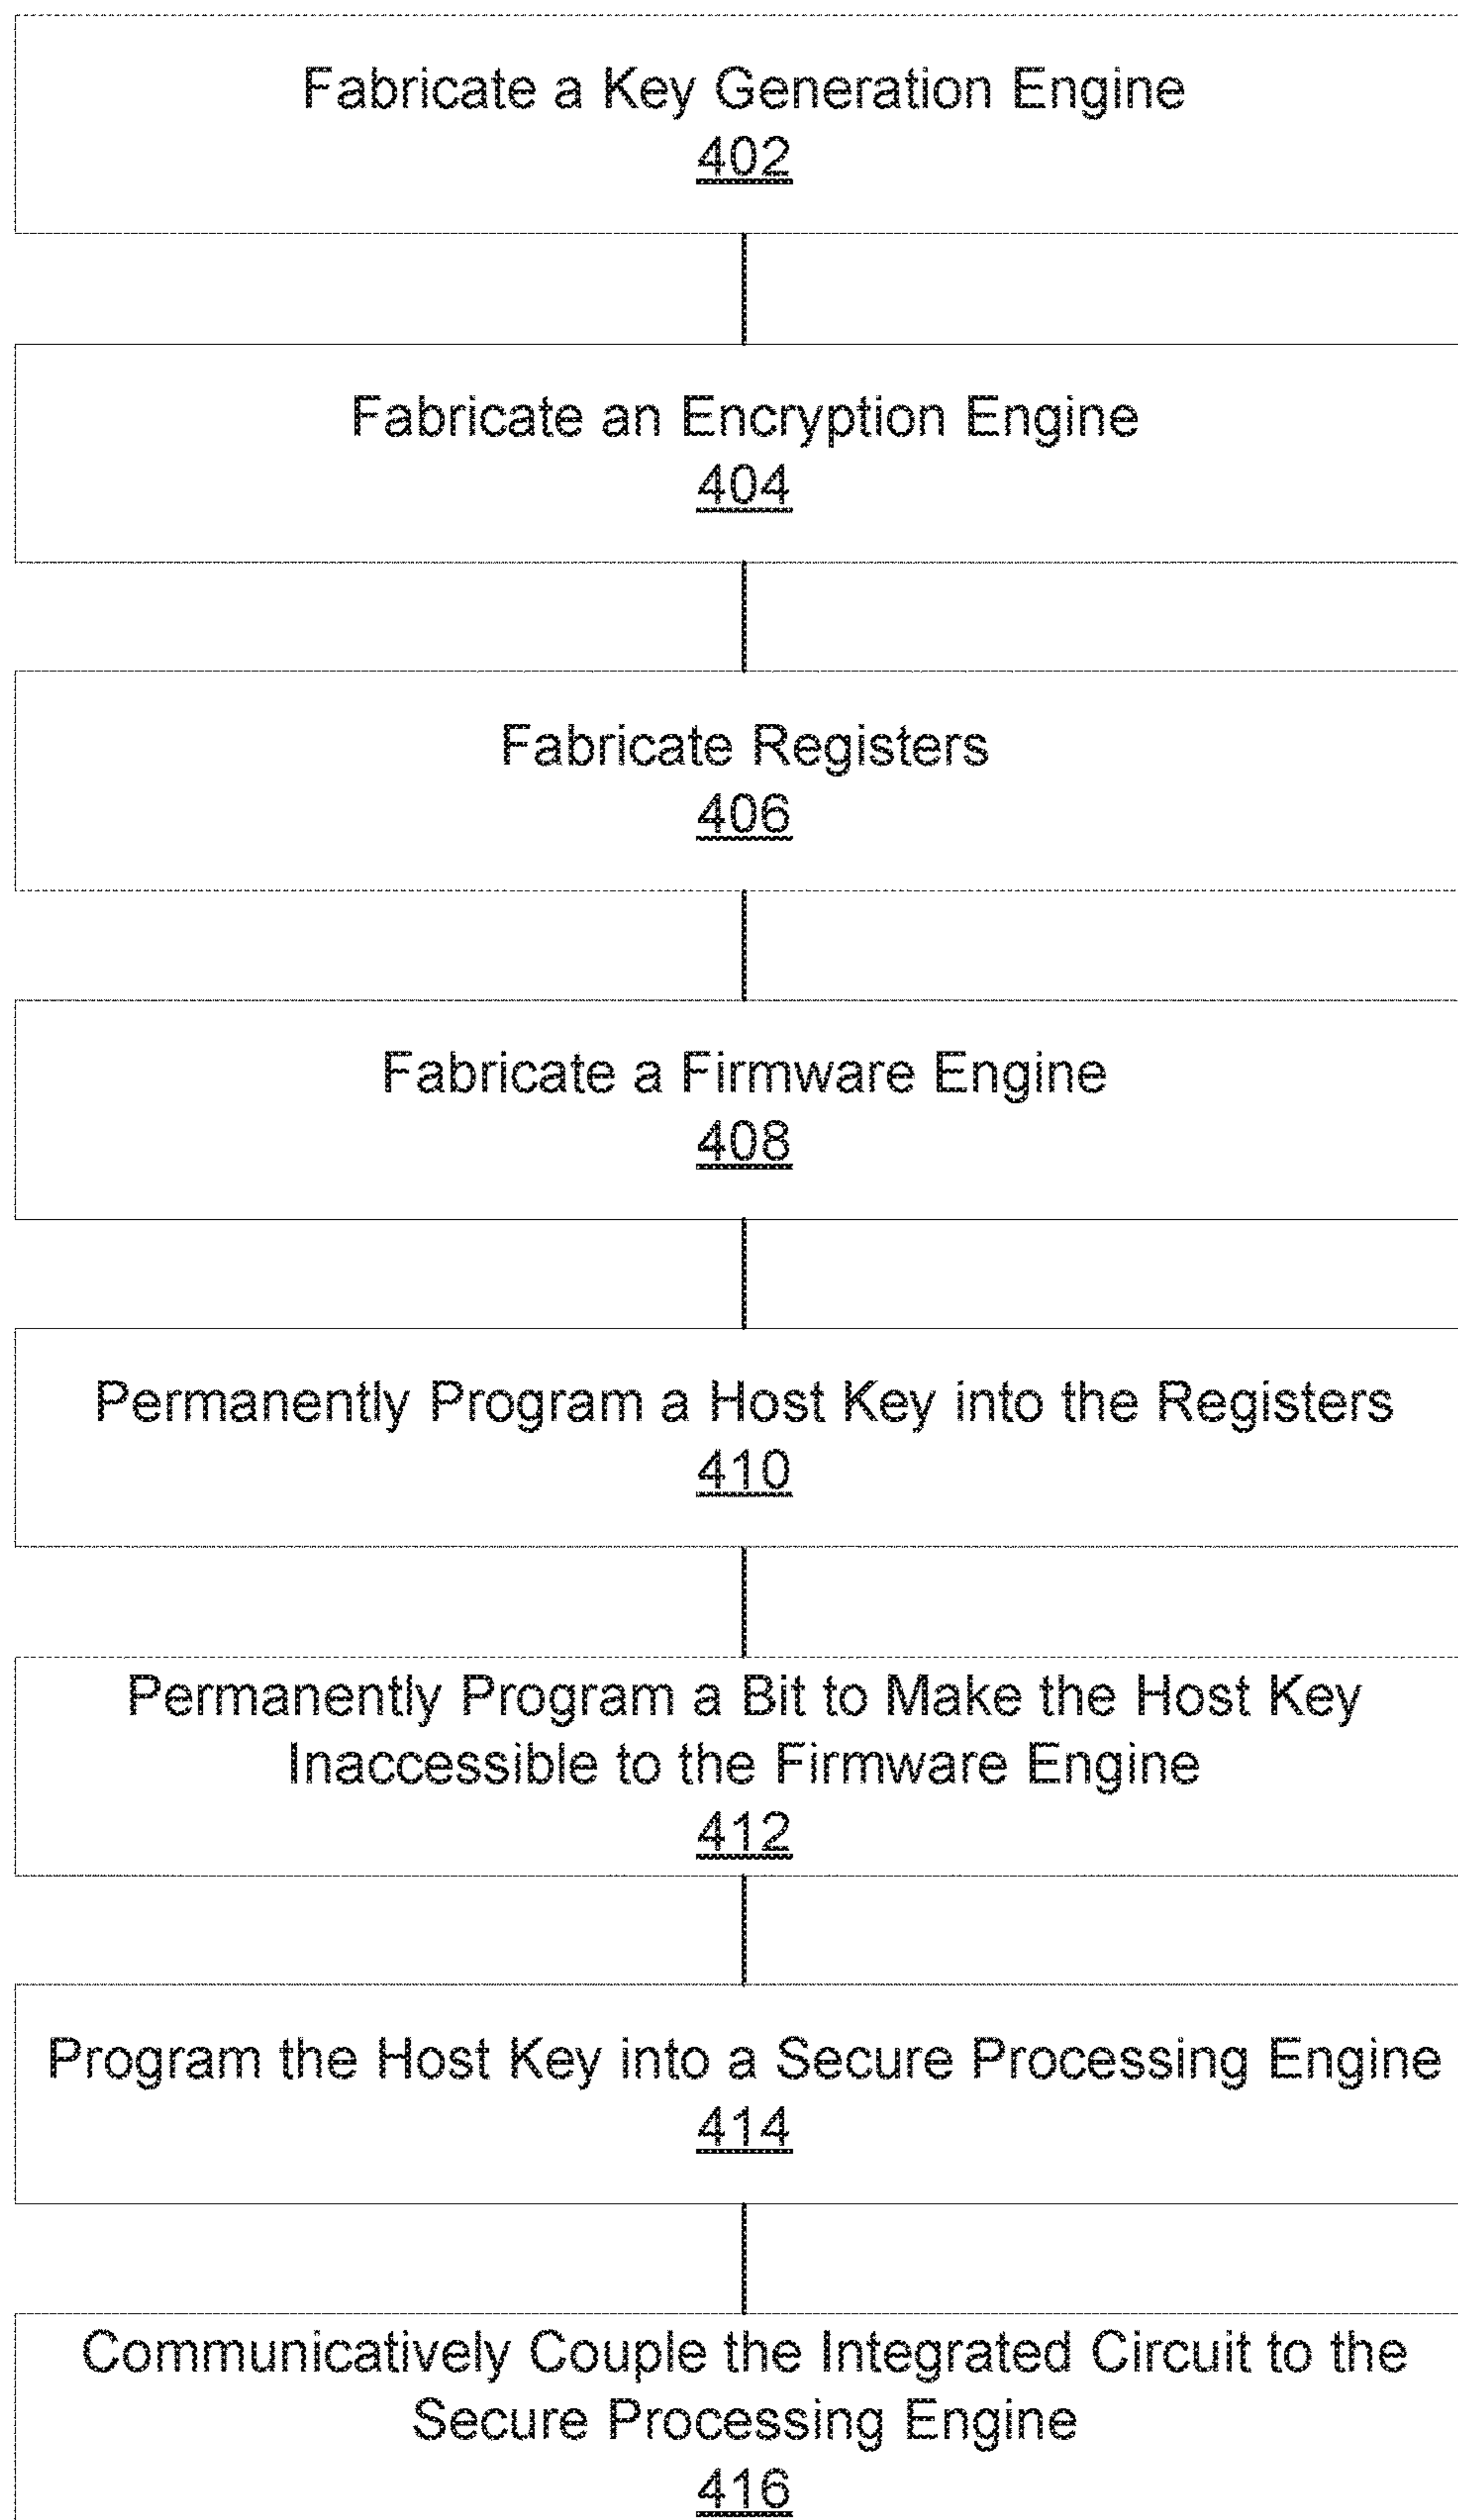 Fabricate a Key Generation Engine
402
Fabricate an Encryption Engine
404
Fabricate Registers
406
Fabricate a Firmware Engine
408
Permanently Program a Host Key into the Registers
410
Permanently Program a Bit to Make the Host Key
Inaccessible to the Firmware Engine
412
Program the Host Key into a Secure Processing Engine
414
Communicatively Couple the Integrated Circuit to the
Secure Processing Engine
416